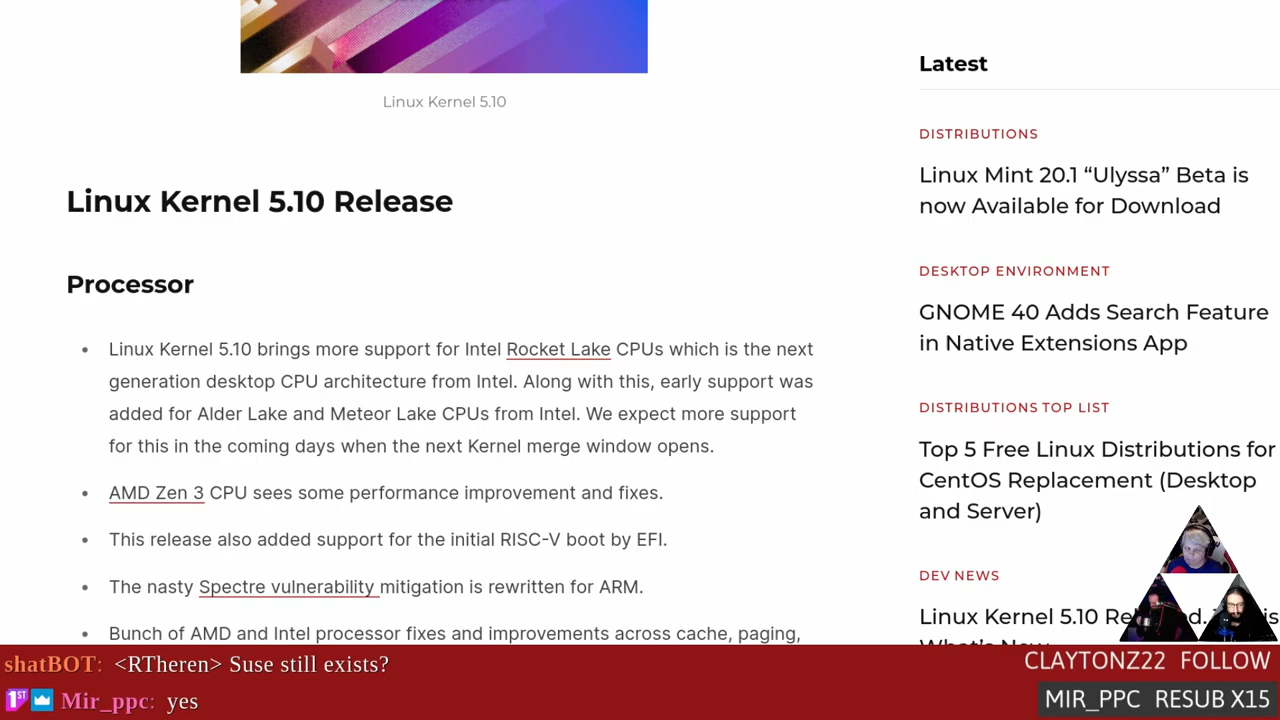 Linux Kernel 5.10
Linux Kernel 5.10 Release
Processor
• Linux Kernel 5.10 brings more support for Intel Rocket Lake CPUs which is the next
generation desktop CPU architecture from Intel. Along with this, early support was
added for Alder Lake and Meteor Lake CPUs from Intel. We expect more support
for this in the coming days when the next Kernel merge window opens.
• AMD Zen 3 CPU sees some performance improvement and fixes.
• This release also added support for the initial RISC-V boot by EFI.
• The nasty Spectre vulnerability mitigation is rewritten for ARM.
• Bunch of AMD and Intel processor fixes and improvements across cache, paging,
Latest
DISTRIBUTIONS
Linux Mint 20.1 “Ulyssa” Beta is
now Available for Download
DESKTOP ENVIRONMENT
GNOME 40 Adds Search Feature
in Native Extensions App
DISTRIBUTIONS TOP LIST
Top 5 Free Linux Distributions for
CentOS Replacement (Desktop
and Server)
DEV NEWS
Linux Kernel 5.10
shatBOT: <RTheren> Suse still exists?
1ST Mir_ppc: yes
CLAYTONZ22 FOLLOW
MIR_PPC RESUB X15